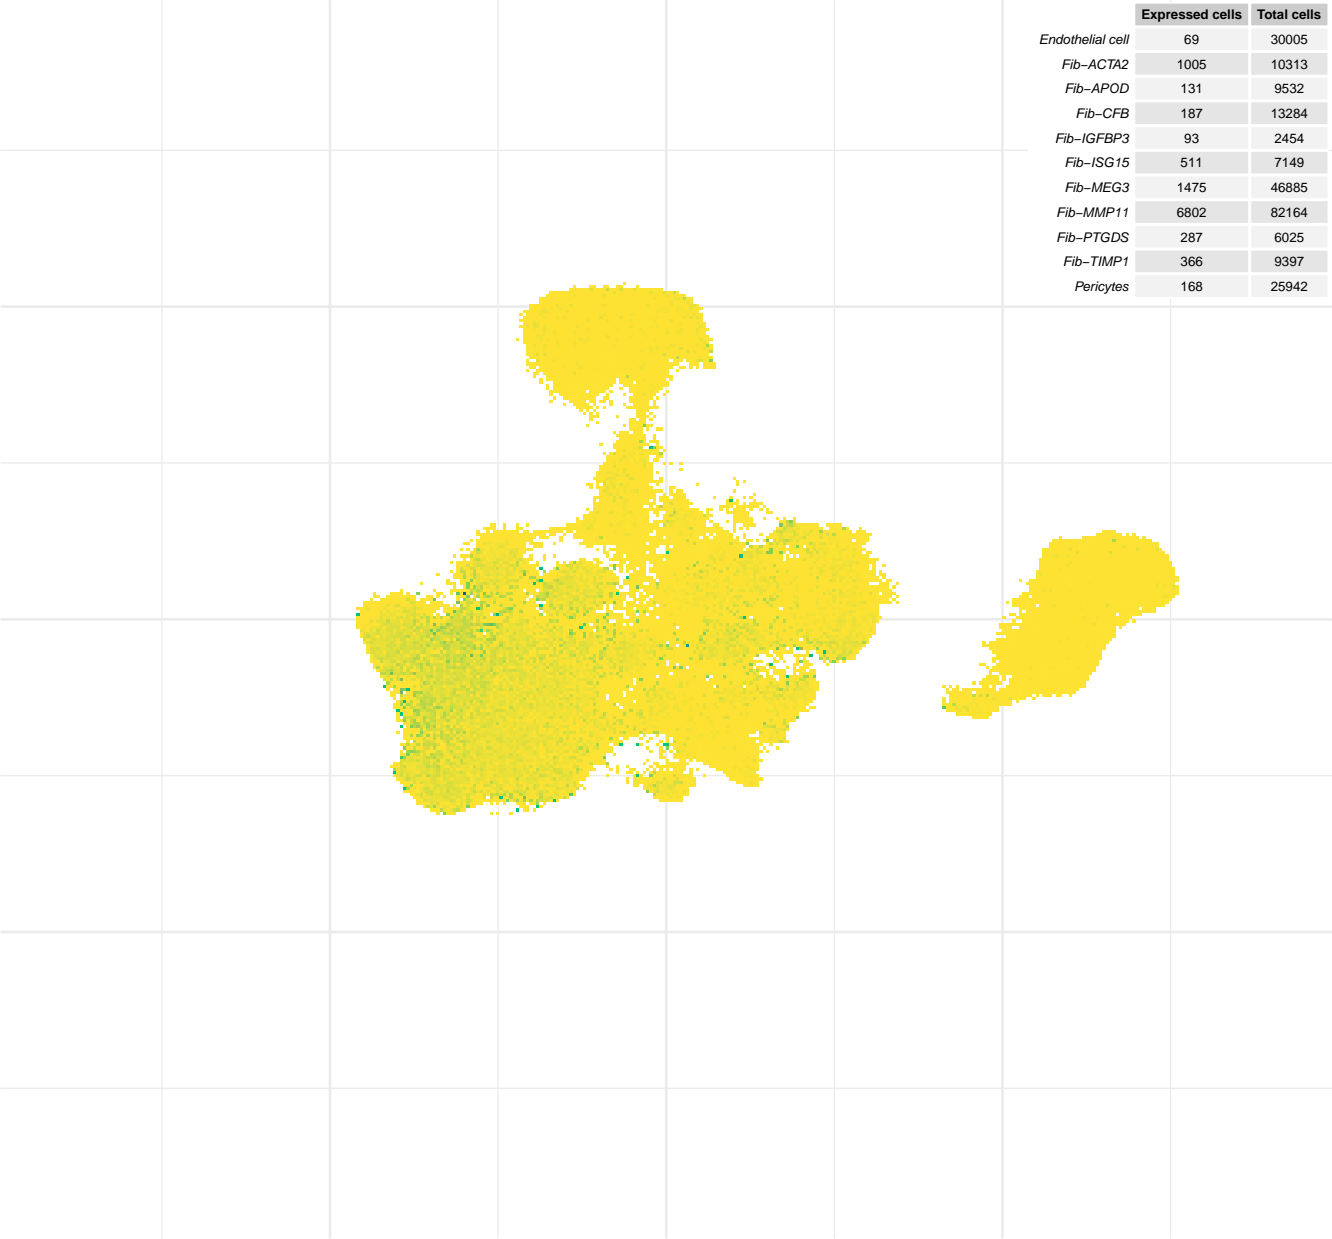 Expressed cells Total cells
Endothelial cell 69 30005
Fib−ACTA2 1005 10313
Fib−APOD 131 9532
Fib−CFB 187 13284
Fib−IGFBP3 93 2454
Fib−ISG15 511 7149
Fib−MEG3 1475 46885
Fib−MMP11 6802 82164
Fib−PTGDS 287 6025
Fib−TIMP1 366 9397
Pericytes 168 25942